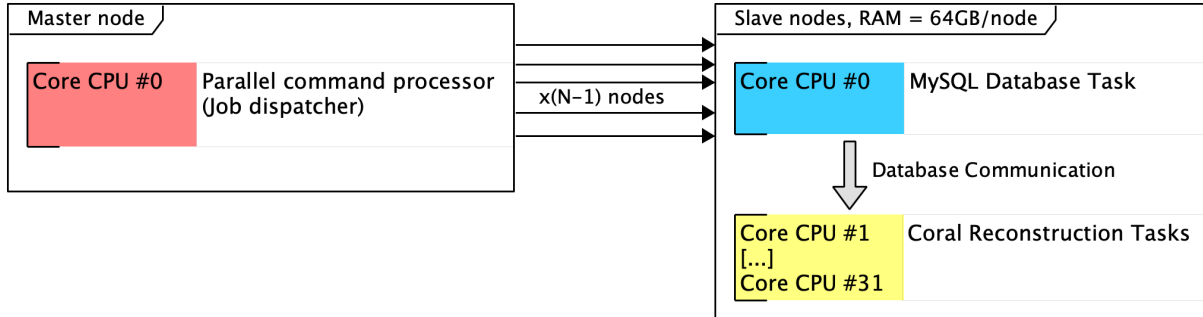 Master node
Core CPU #0
Parallel command processor
(Job dispatcher)
x(N-1) nodes
Slave nodes, RAM = 64GB/node
Core CPU #0
MySQL Database Task
Database Communication
Core CPU #1
[...]
Core CPU #31
Coral Reconstruction Tasks